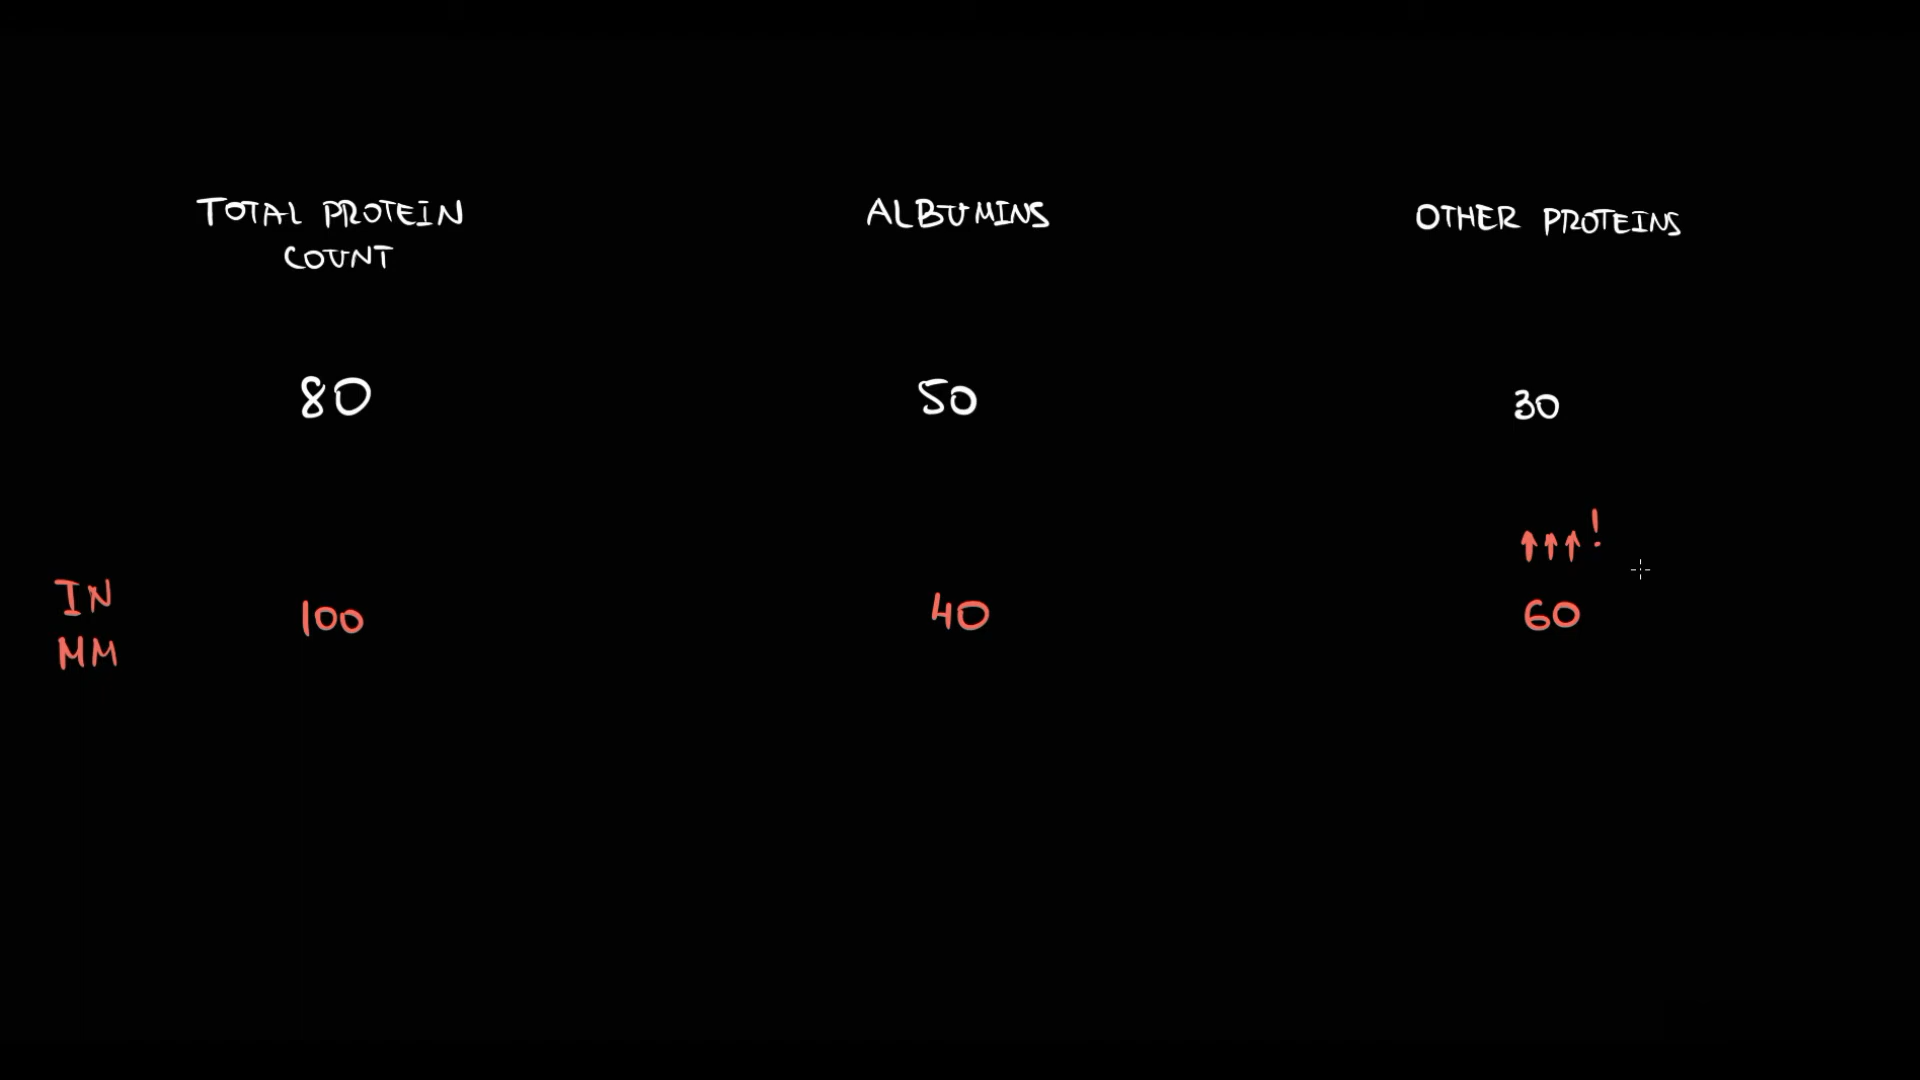 TOTAL PROTEIN
COUNT
ALBUMINS
OTHER PROTEINS
80
50
30
↑↑↑!
IN
MM
100
40
60